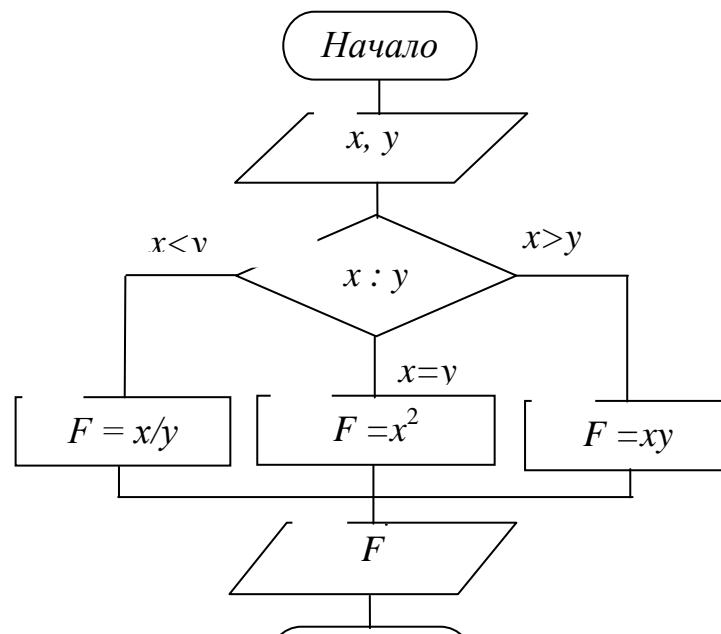 Начало
x, y
x<y
x>y
x : y
x=y
F = x/y
F =x²
F =xy
F